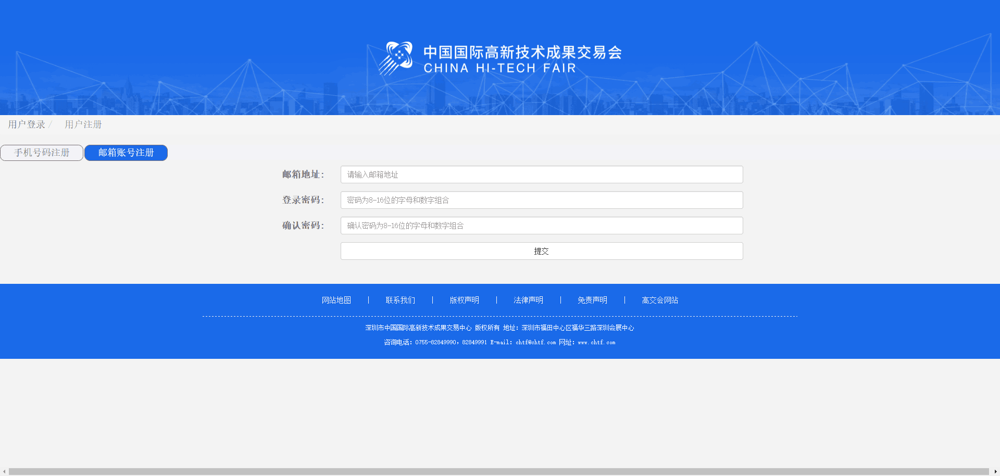 中国国际高新技术成果交易会
CHINA HI-TECH FAIR
用户登录 / 用户注册
手机号码注册 邮箱账号注册
邮箱地址： 请输入邮箱地址
登录密码： 密码为8-16位的字母和数字组合
确认密码： 确认密码为8-16位的字母和数字组合
提交
网站地图 | 联系我们 | 版权声明 | 法律声明 | 免责声明 | 高交会网站
深圳市中国国际高新技术成果交易中心 版权所有 地址：深圳市福田中心区福华三路深圳会展中心
咨询电话：0755-82849990，82849991 E-mail：chtf@chtf.com 网址：www.chtf.com